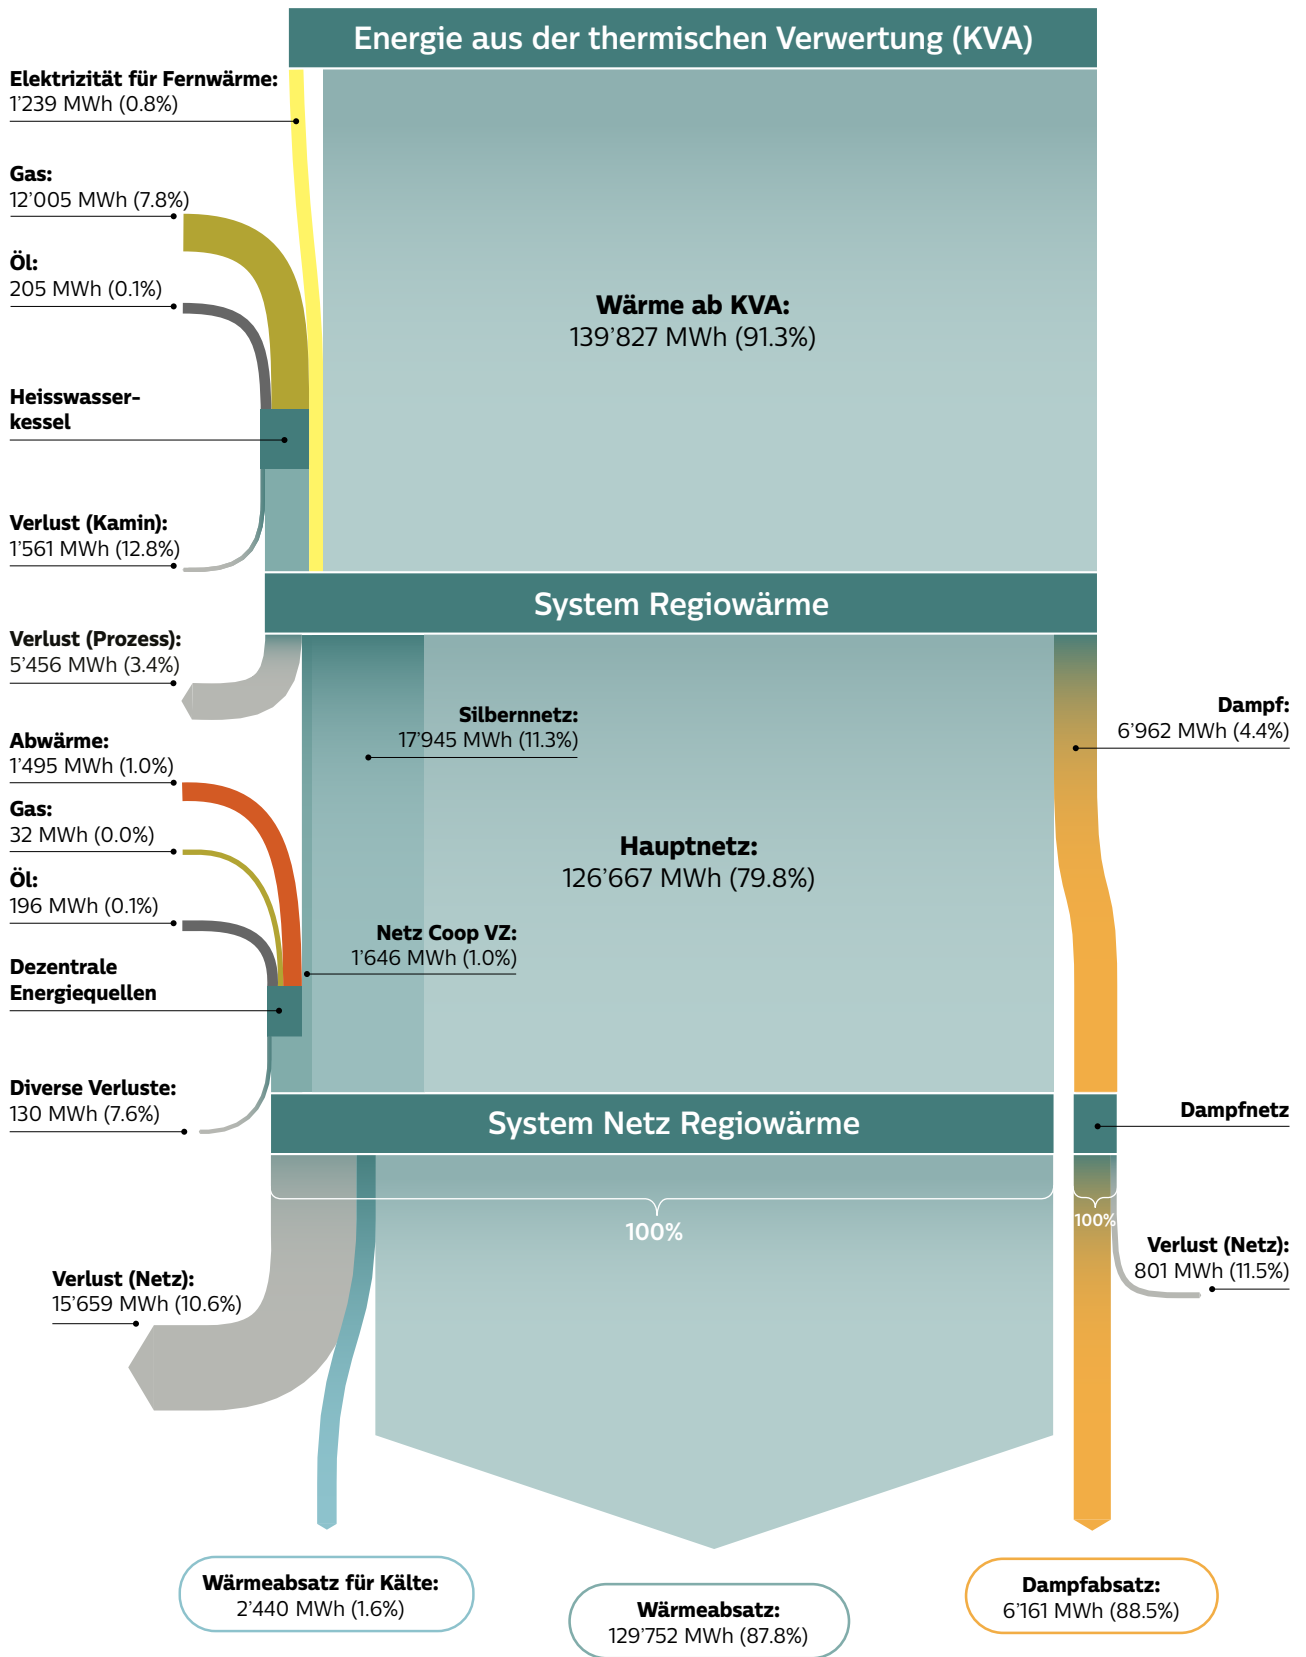 Energie aus der thermischen Verwertung (KVA)
Elektrizität für Fernwärme:
1’239 MWh (0.8%)
Gas:
12’005 MWh (7.8%)
Öl:
205 MWh (0.1%)
Wärme ab KVA:
139’827 MWh (91.3%)
Heisswasser-
kessel
Verlust (Kamin):
1’561 MWh (12.8%)
System Regiowärme
Verlust (Prozess):
5’456 MWh (3.4%)
Silbernnetz:
17’945 MWh (11.3%)
Dampf:
6’962 MWh (4.4%)
Abwärme:
1’495 MWh (1.0%)
Gas:
32 MWh (0.0%)
Hauptnetz:
126’667 MWh (79.8%)
Öl:
196 MWh (0.1%)
Netz Coop VZ:
1’646 MWh (1.0%)
Dezentrale
Energiequellen
Diverse Verluste:
130 MWh (7.6%)
System Netz Regiowärme
Dampfnetz
100%
100%
Verlust (Netz):
15’659 MWh (10.6%)
Verlust (Netz):
801 MWh (11.5%)
Wärmeabsatz für Kälte:
2’440 MWh (1.6%)
Wärmeabsatz:
129’752 MWh (87.8%)
Dampfabsatz:
6’161 MWh (88.5%)